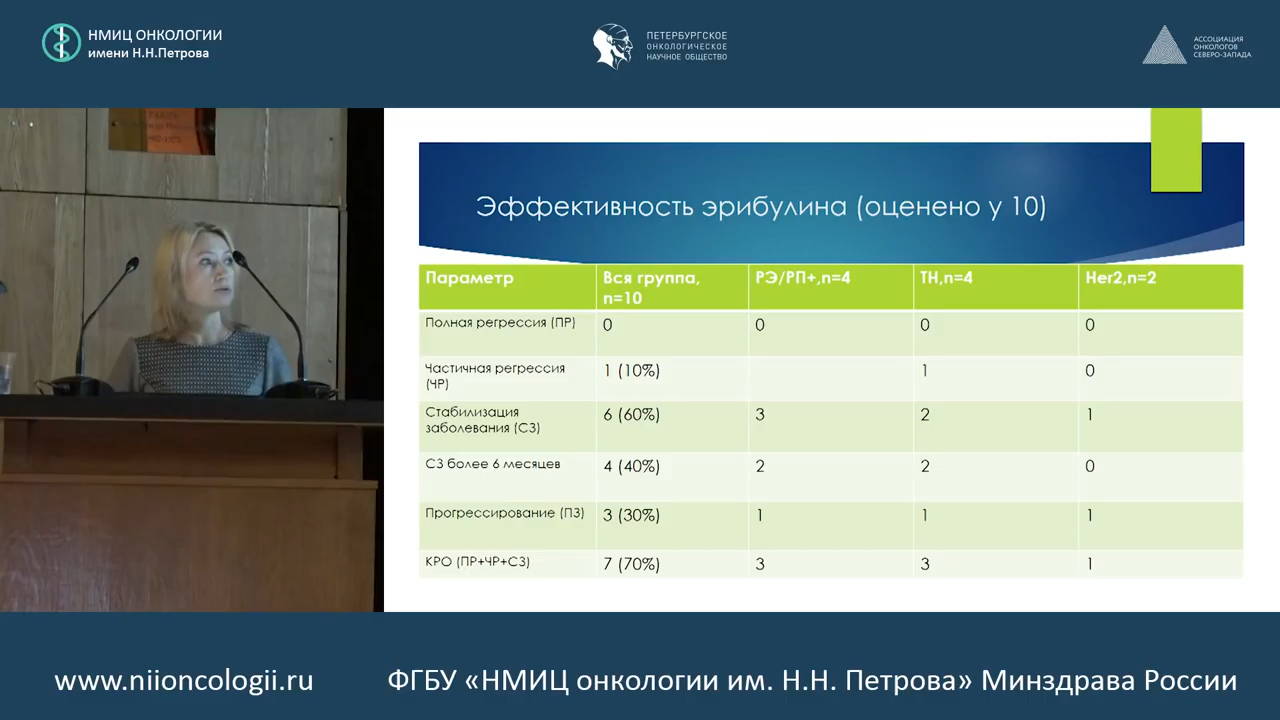 НМИЦ ОНКОЛОГИИ
имени Н.Н.Петрова
ПЕТЕРБУРГСКОЕ
ОНКОЛОГИЧЕСКОЕ
НАУЧНОЕ ОБЩЕСТВО
АССОЦИАЦИЯ
ОНКОЛОГОВ
СЕВЕРО-ЗАПАДА
Эффективность эрибулина (оценено у 10)
Параметр Вся группа, n=10 РЭ/РП+,n=4 ТН,n=4 Her2,n=2
Полная регрессия (ПР) 0 0 0 0
Частичная регрессия (ЧР) 1 (10%) 1 0
Стабилизация заболевания (СЗ) 6 (60%) 3 2 1
СЗ более 6 месяцев 4 (40%) 2 2 0
Прогрессирование (ПЗ) 3 (30%) 1 1 1
КРО (ПР+ЧР+СЗ) 7 (70%) 3 3 1
www.niioncologii.ru
ФГБУ «НМИЦ онкологии им. Н.Н. Петрова» Минздрава России